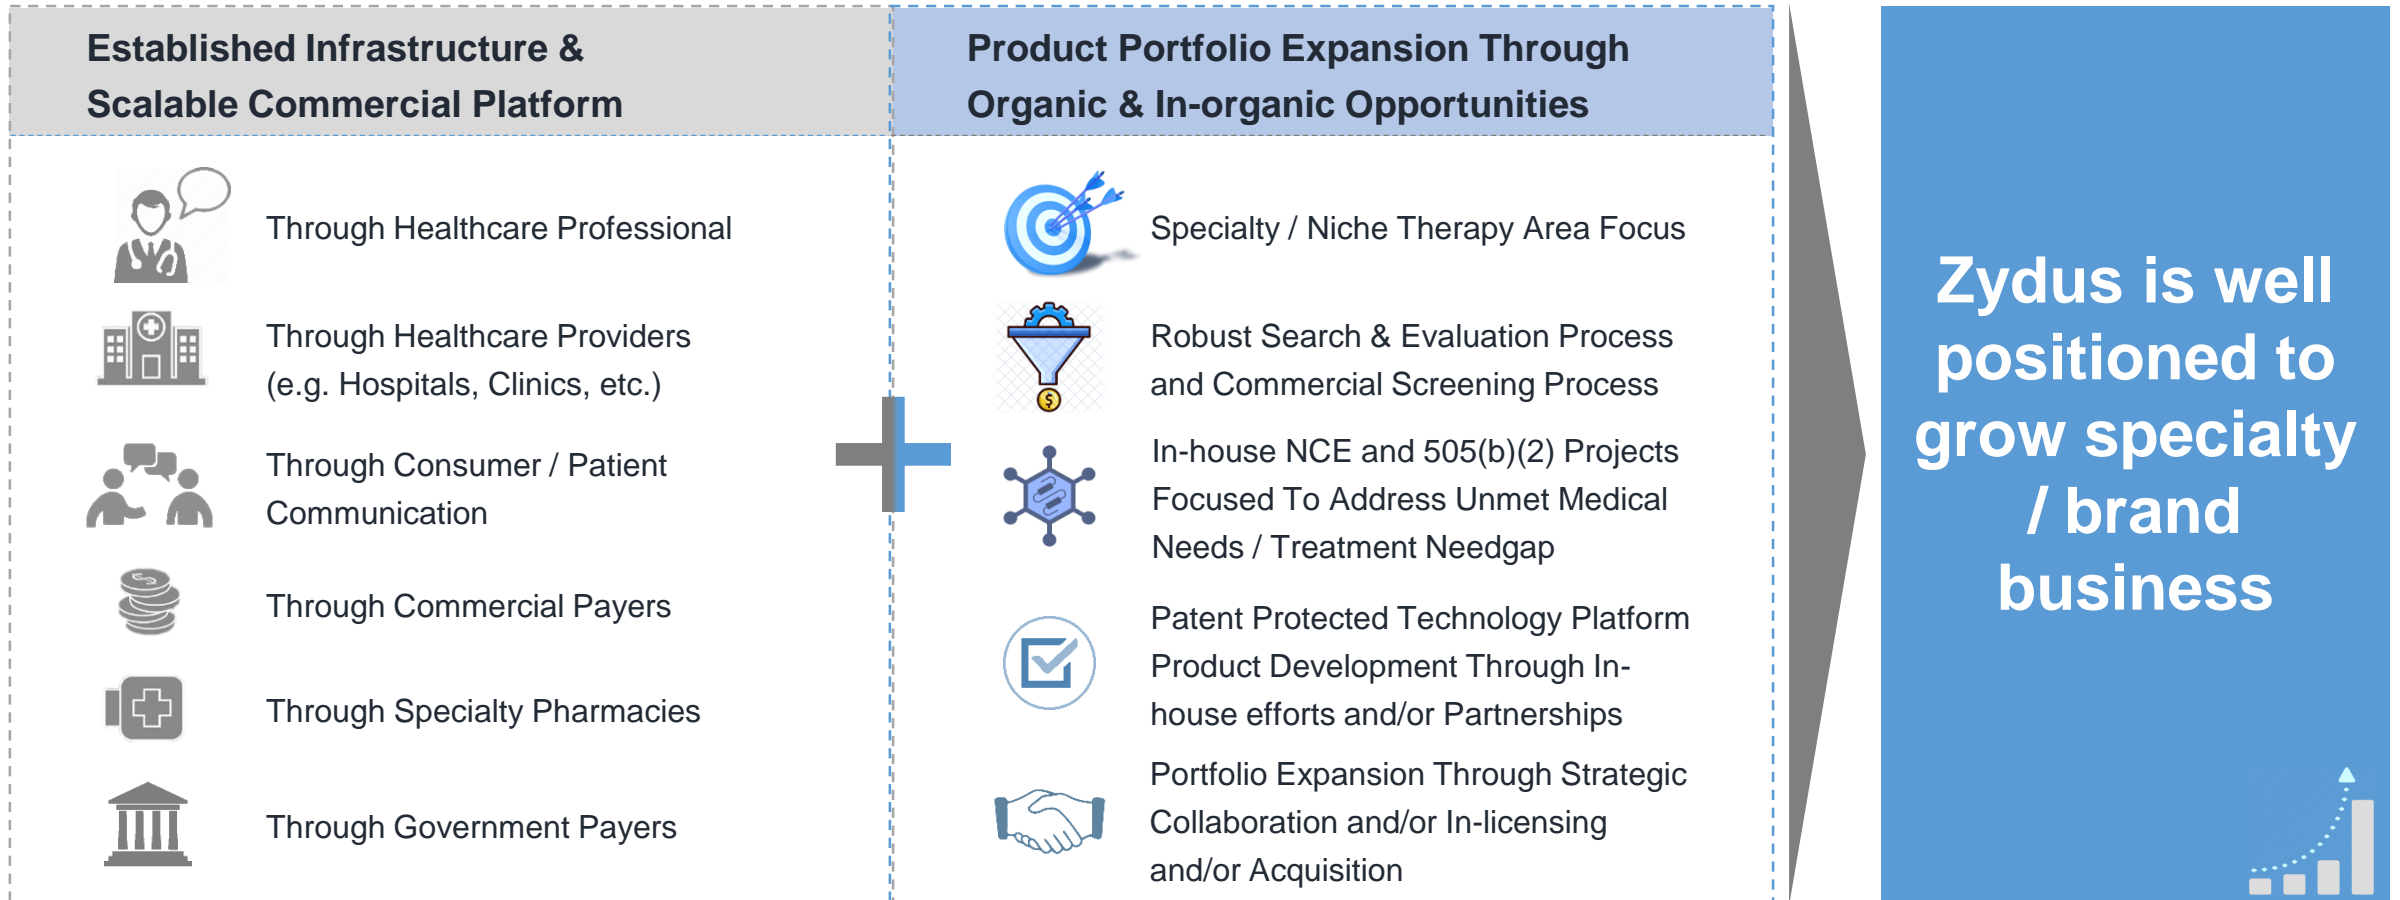 Established Infrastructure &
Scalable Commercial Platform
Through Healthcare Professional
Through Healthcare Providers
(e.g. Hospitals, Clinics, etc.)
Through Consumer / Patient
Communication
Through Commercial Payers
Through Specialty Pharmacies
Through Government Payers
Product Portfolio Expansion Through
Organic & In-organic Opportunities
Specialty / Niche Therapy Area Focus
Robust Search & Evaluation Process
and Commercial Screening Process
In-house NCE and 505(b)(2) Projects
Focused To Address Unmet Medical
Needs / Treatment Needgap
Patent Protected Technology Platform
Product Development Through In-
house efforts and/or Partnerships
Portfolio Expansion Through Strategic
Collaboration and/or In-licensing
and/or Acquisition
Zydus is well
positioned to
grow specialty
/ brand
business